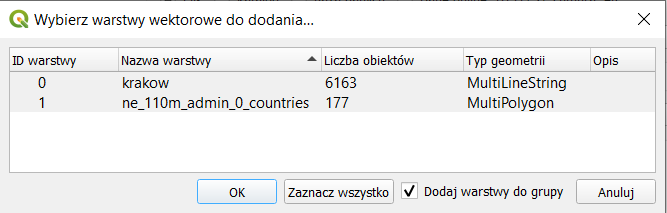 Wybierz warstwy wektorowe do dodania...
ID warstwy Nazwa warstwy Liczba obiektów Typ geometrii Opis
0 krakow 6163 MultiLineString
1 ne_110m_admin_0_countries 177 MultiPolygon
OK Zaznacz wszystko Dodaj warstwy do grupy Anuluj